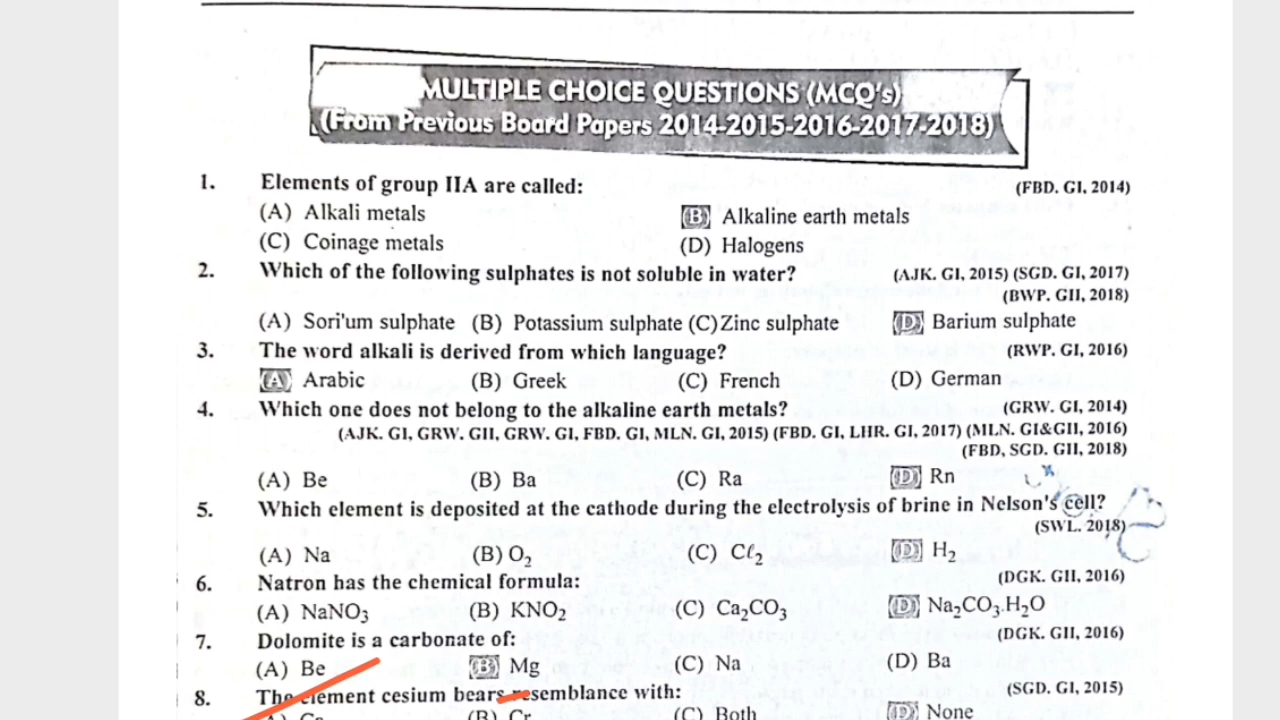 MULTIPLE CHOICE QUESTIONS (MCQ's)
(From Previous Board Papers 2014-2015-2016-2017-2018)
1. Elements of group IIA are called: (FBD. GI, 2014)
(A) Alkali metals (B) Alkaline earth metals
(C) Coinage metals (D) Halogens
2. Which of the following sulphates is not soluble in water? (AJK. GI, 2015) (SGD. GI, 2017)
(BWP. GII, 2018)
(A) Sori'um sulphate (B) Potassium sulphate (C) Zinc sulphate (D) Barium sulphate
3. The word alkali is derived from which language? (RWP. GI, 2016)
(A) Arabic (B) Greek (C) French (D) German
4. Which one does not belong to the alkaline earth metals? (GRW. GI, 2014)
(AJK. GI, GRW. GII, GRW. GI, FBD. GI, MLN. GI, 2015) (FBD. GI, LHR. GI, 2017) (MLN. GI&GII, 2016)
(FBD, SGD. GII, 2018)
(A) Be (B) Ba (C) Ra (D) Rn
5. Which element is deposited at the cathode during the electrolysis of brine in Nelson's cell?
(SWL. 2018)
(A) Na (B) O₂ (C) Cℓ₂ (D) H₂
6. Natron has the chemical formula: (DGK. GII, 2016)
(A) NaNO₃ (B) KNO₂ (C) Ca₂CO₃ (D) Na₂CO₃.H₂O
7. Dolomite is a carbonate of: (DGK. GII, 2016)
(A) Be (B) Mg (C) Na (D) Ba
8. The element cesium bears resemblance with: (SGD. GI, 2015)
(B) Cr (C) Both (D) None